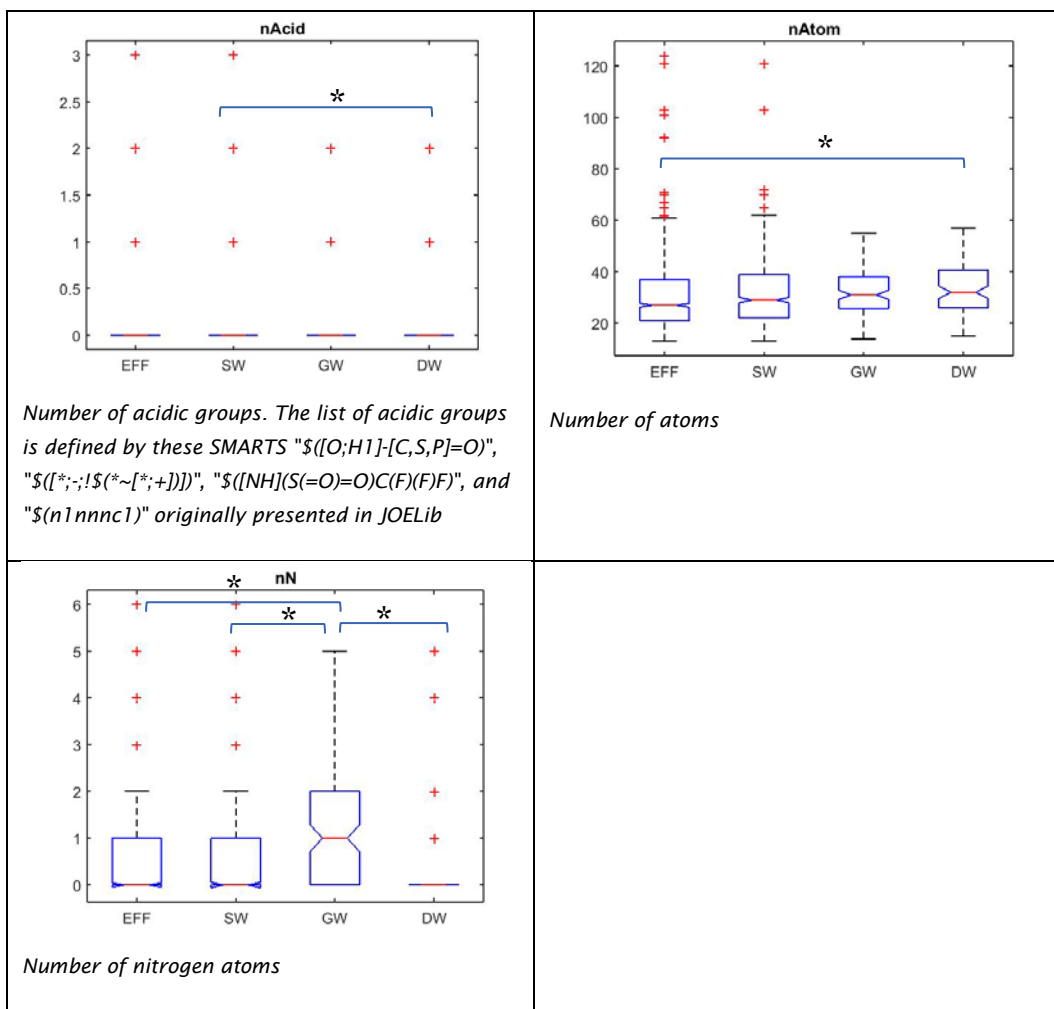 nAcid
3
2.5
2
1.5
1
0.5
0
*
EFF SW GW DW
Number of acidic groups. The list of acidic groups
is defined by these SMARTS "$([O;H1]-[C,S,P]=O)",
"$([*;-;!$(*~[*;+])])", "$([NH](S(=O)=O)C(F)(F)F)", and
"$(n1nnnc1)" originally presented in JOELib
nAtom
120
100
80
60
40
20
*
EFF SW GW DW
Number of atoms
nN
6
5
4
3
2
1
0
*
* *
EFF SW GW DW
Number of nitrogen atoms